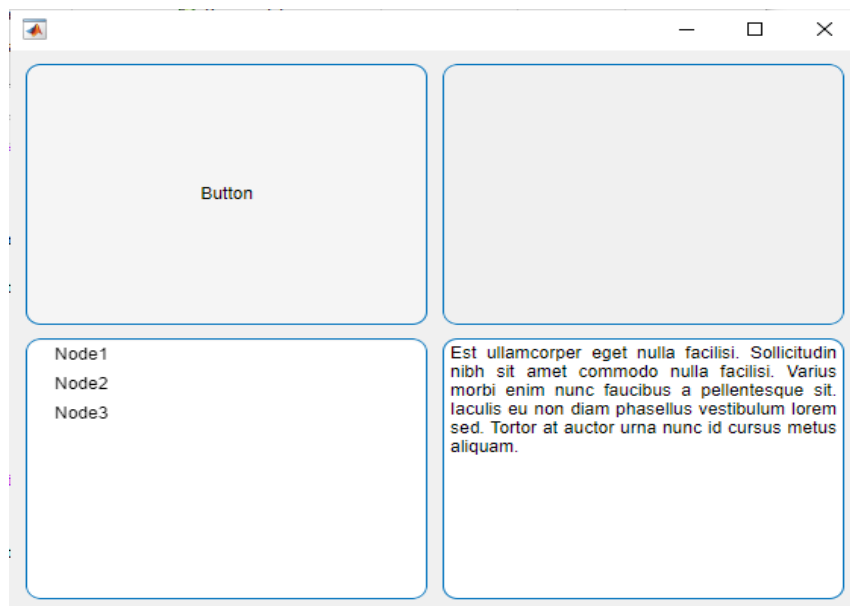 Button
Node1
Node2
Node3
Est ullamcorper eget nulla facilisi. Sollicitudin
nibh sit amet commodo nulla facilisi. Varius
morbi enim nunc faucibus a pellentesque sit.
Iaculis eu non diam phasellus vestibulum lorem
sed. Tortor at auctor urna nunc id cursus metus
aliquam.